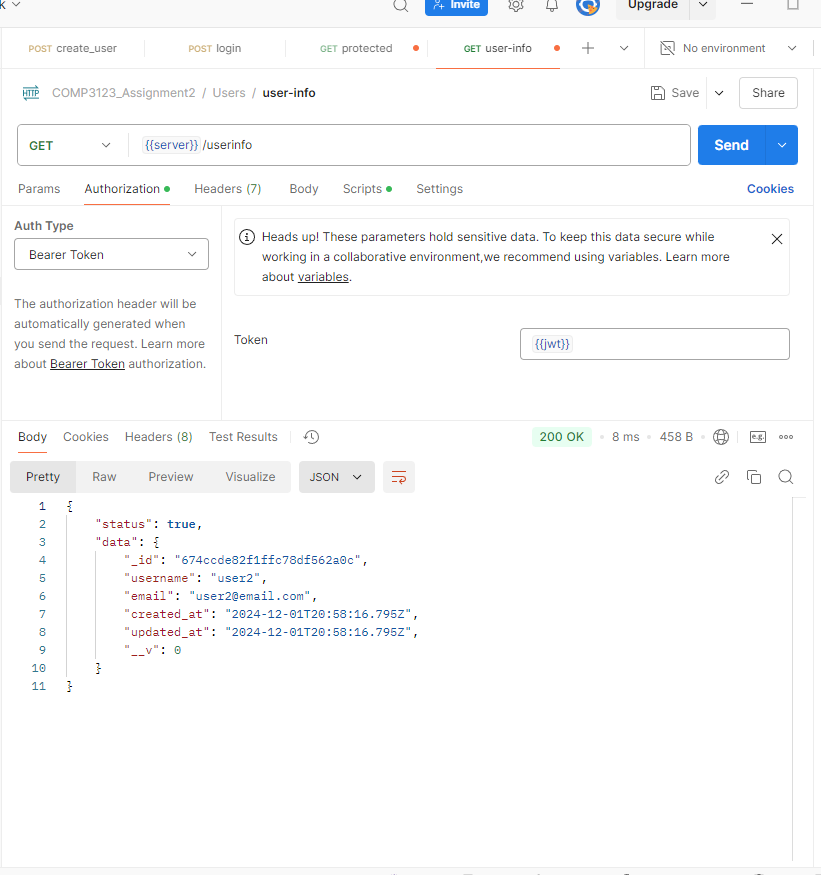 k
Invite
Upgrade
POST create_user
POST login
GET protected
GET user-info
No environment
HTTP COMP3123_Assignment2 / Users / user-info
Save
Share
GET
{{server}} /userinfo
Send
Params
Authorization
Headers (7)
Body
Scripts
Settings
Cookies
Auth Type
Bearer Token
The authorization header will be
automatically generated when
you send the request. Learn more
about Bearer Token authorization.
Heads up! These parameters hold sensitive data. To keep this data secure while
working in a collaborative environment,we recommend using variables. Learn more
about variables.
Token
{{jwt}}
Body
Cookies
Headers (8)
Test Results
200 OK
8 ms
458 B
e.g.
Pretty
Raw
Preview
Visualize
JSON
1 {
2 "status": true,
3 "data": {
4 "_id": "674ccde82f1ffc78df562a0c",
5 "username": "user2",
6 "email": "user2@email.com",
7 "created_at": "2024-12-01T20:58:16.795Z",
8 "updated_at": "2024-12-01T20:58:16.795Z",
9 "__v": 0
10 }
11 }